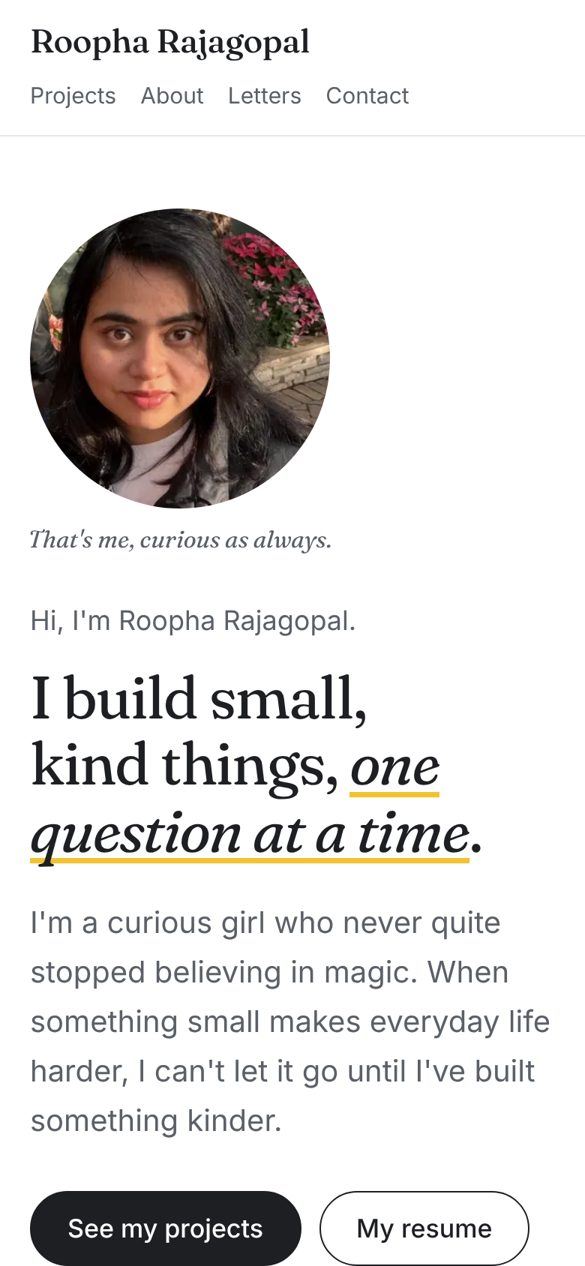 Roopha Rajagopal
Projects About Letters Contact
That's me, curious as always.
Hi, I'm Roopha Rajagopal.
I build small,
kind things, one
question at a time.
I'm a curious girl who never quite
stopped believing in magic. When
something small makes everyday life
harder, I can't let it go until I've built
something kinder.
See my projects My resume